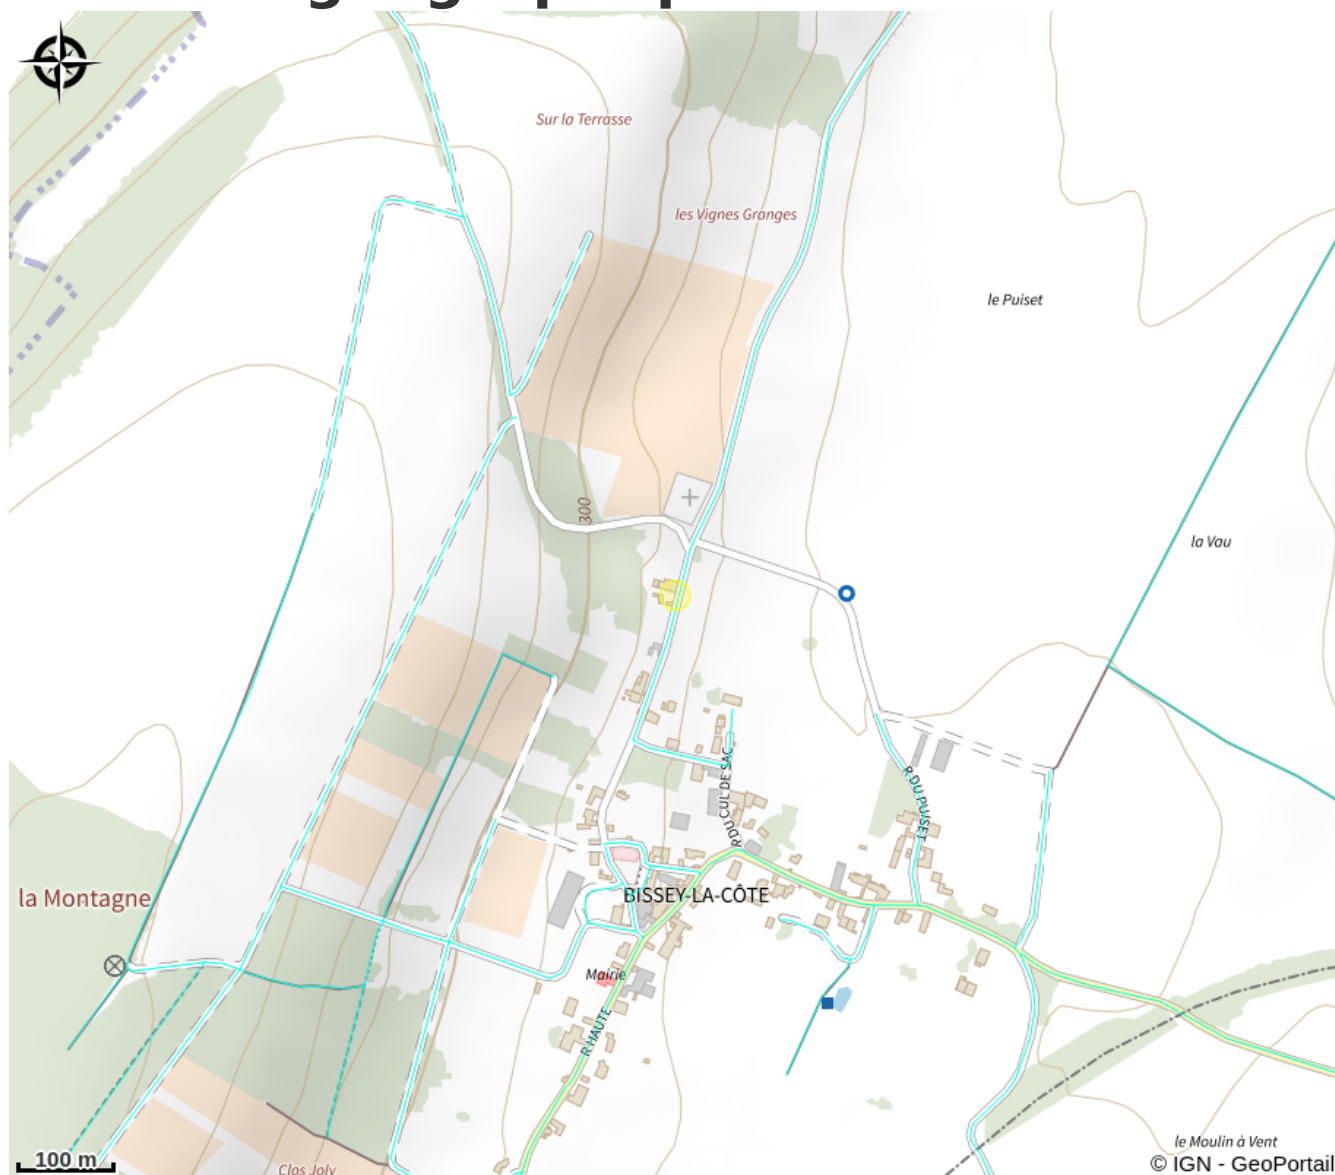 Sur la Terrasse
les Vignes Granges
le Puiset
300
la Vau
R DU CUL DE SAC
R DU PUISET
la Montagne
BISSEY-LA-CÔTE
Mairie
R HAUTE
le Moulin à Vent
100 m
Clos Joly
© IGN - GeoPortail